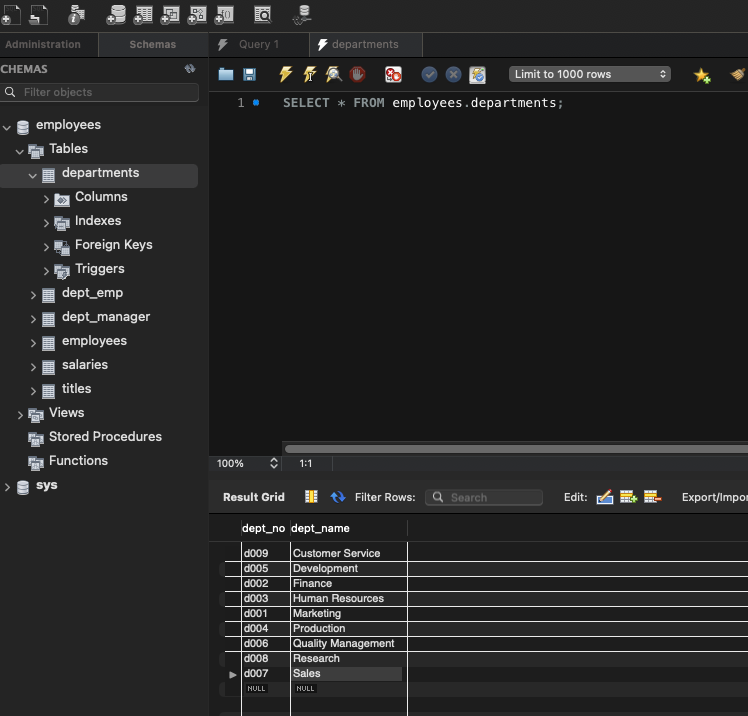 Administration Schemas Query 1 departments
CHEMAS
Filter objects
Limit to 1000 rows
1 SELECT * FROM employees.departments;
employees
Tables
departments
Columns
Indexes
Foreign Keys
Triggers
dept_emp
dept_manager
employees
salaries
titles
Views
Stored Procedures
Functions
sys
100% 1:1
Result Grid Filter Rows: Search Edit: Export/Impor
dept_no dept_name
d009 Customer Service
d005 Development
d002 Finance
d003 Human Resources
d001 Marketing
d004 Production
d006 Quality Management
d008 Research
d007 Sales
NULL NULL